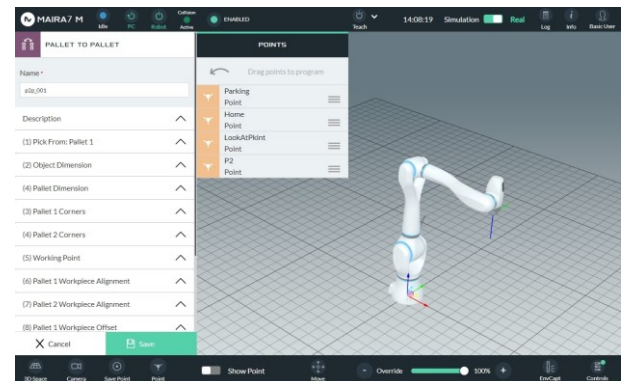 MAIRA7 M
Idle
PC
Robot
Collision
Active
ENABLED
Teach
14:08:19
Simulation
Real
Log
Info
Basic User
PALLET TO PALLET
Name *
p2p_001
Description
(1) Pick From: Pallet 1
(2) Object Dimension
(4) Pallet Dimension
(3) Pallet 1 Corners
(4) Pallet 2 Corners
(5) Working Point
(6) Pallet 1 Workpiece Alignment
(7) Pallet 2 Workpiece Alignment
(8) Pallet 1 Workpiece Offset
Cancel
Save
POINTS
Drag points to program
Parking
Point
Home
Point
LookAtPkint
Point
P2
Point
3D Space
Camera
Save Point
Point
Show Point
Move
- Override
100% +
EnvCapt
Controls